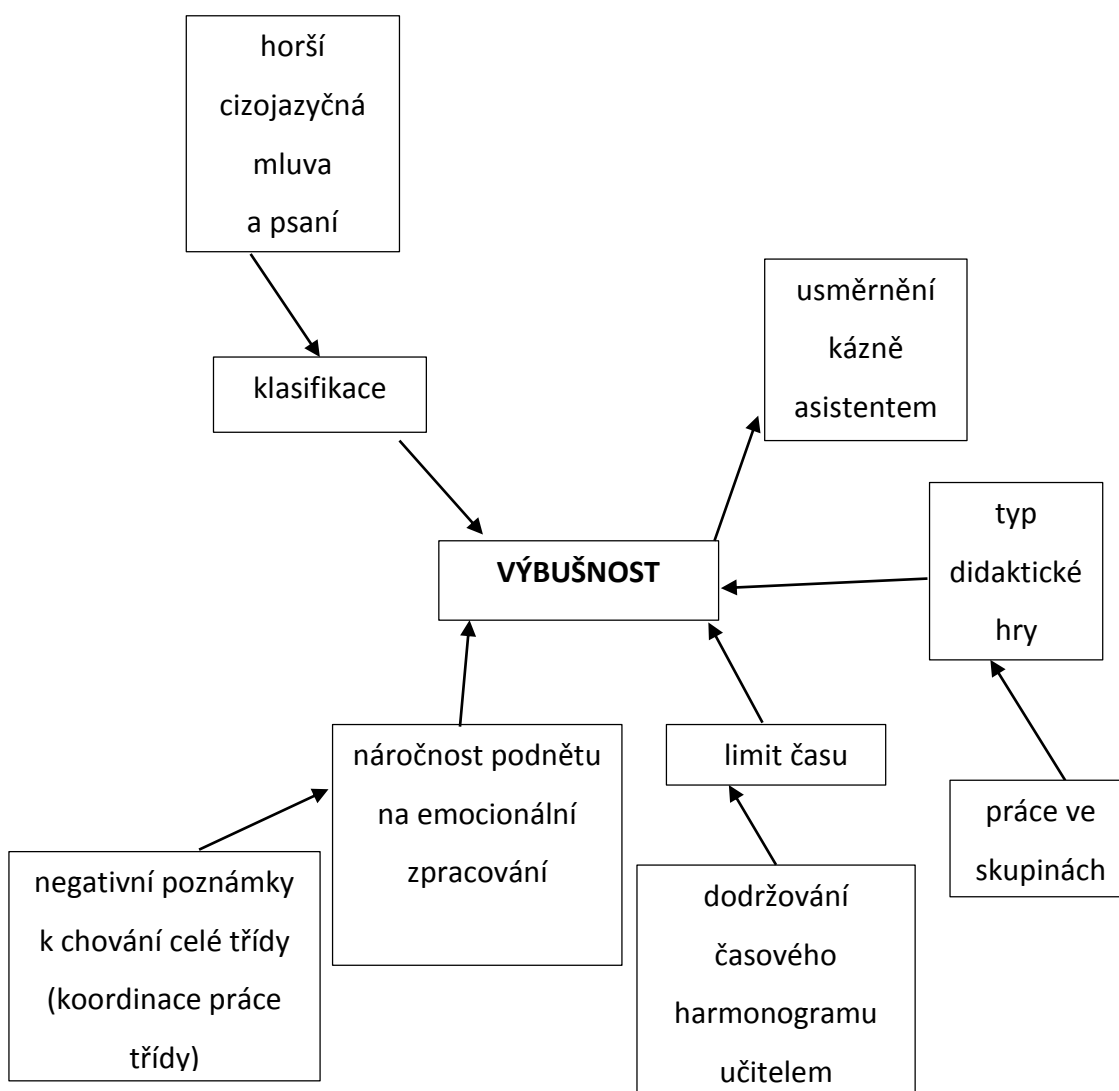 horší
cizojazyčná
mluva
a psaní
usměrnění
kázně
asistentem
klasifikace
typ
didaktické
hry
VÝBUŠNOST
náročnost podnětu
na emocionální
zpracování
limit času
práce ve
skupinách
negativní poznámky
k chování celé třídy
(koordinace práce
třídy)
dodržování
časového
harmonogramu
učitelem